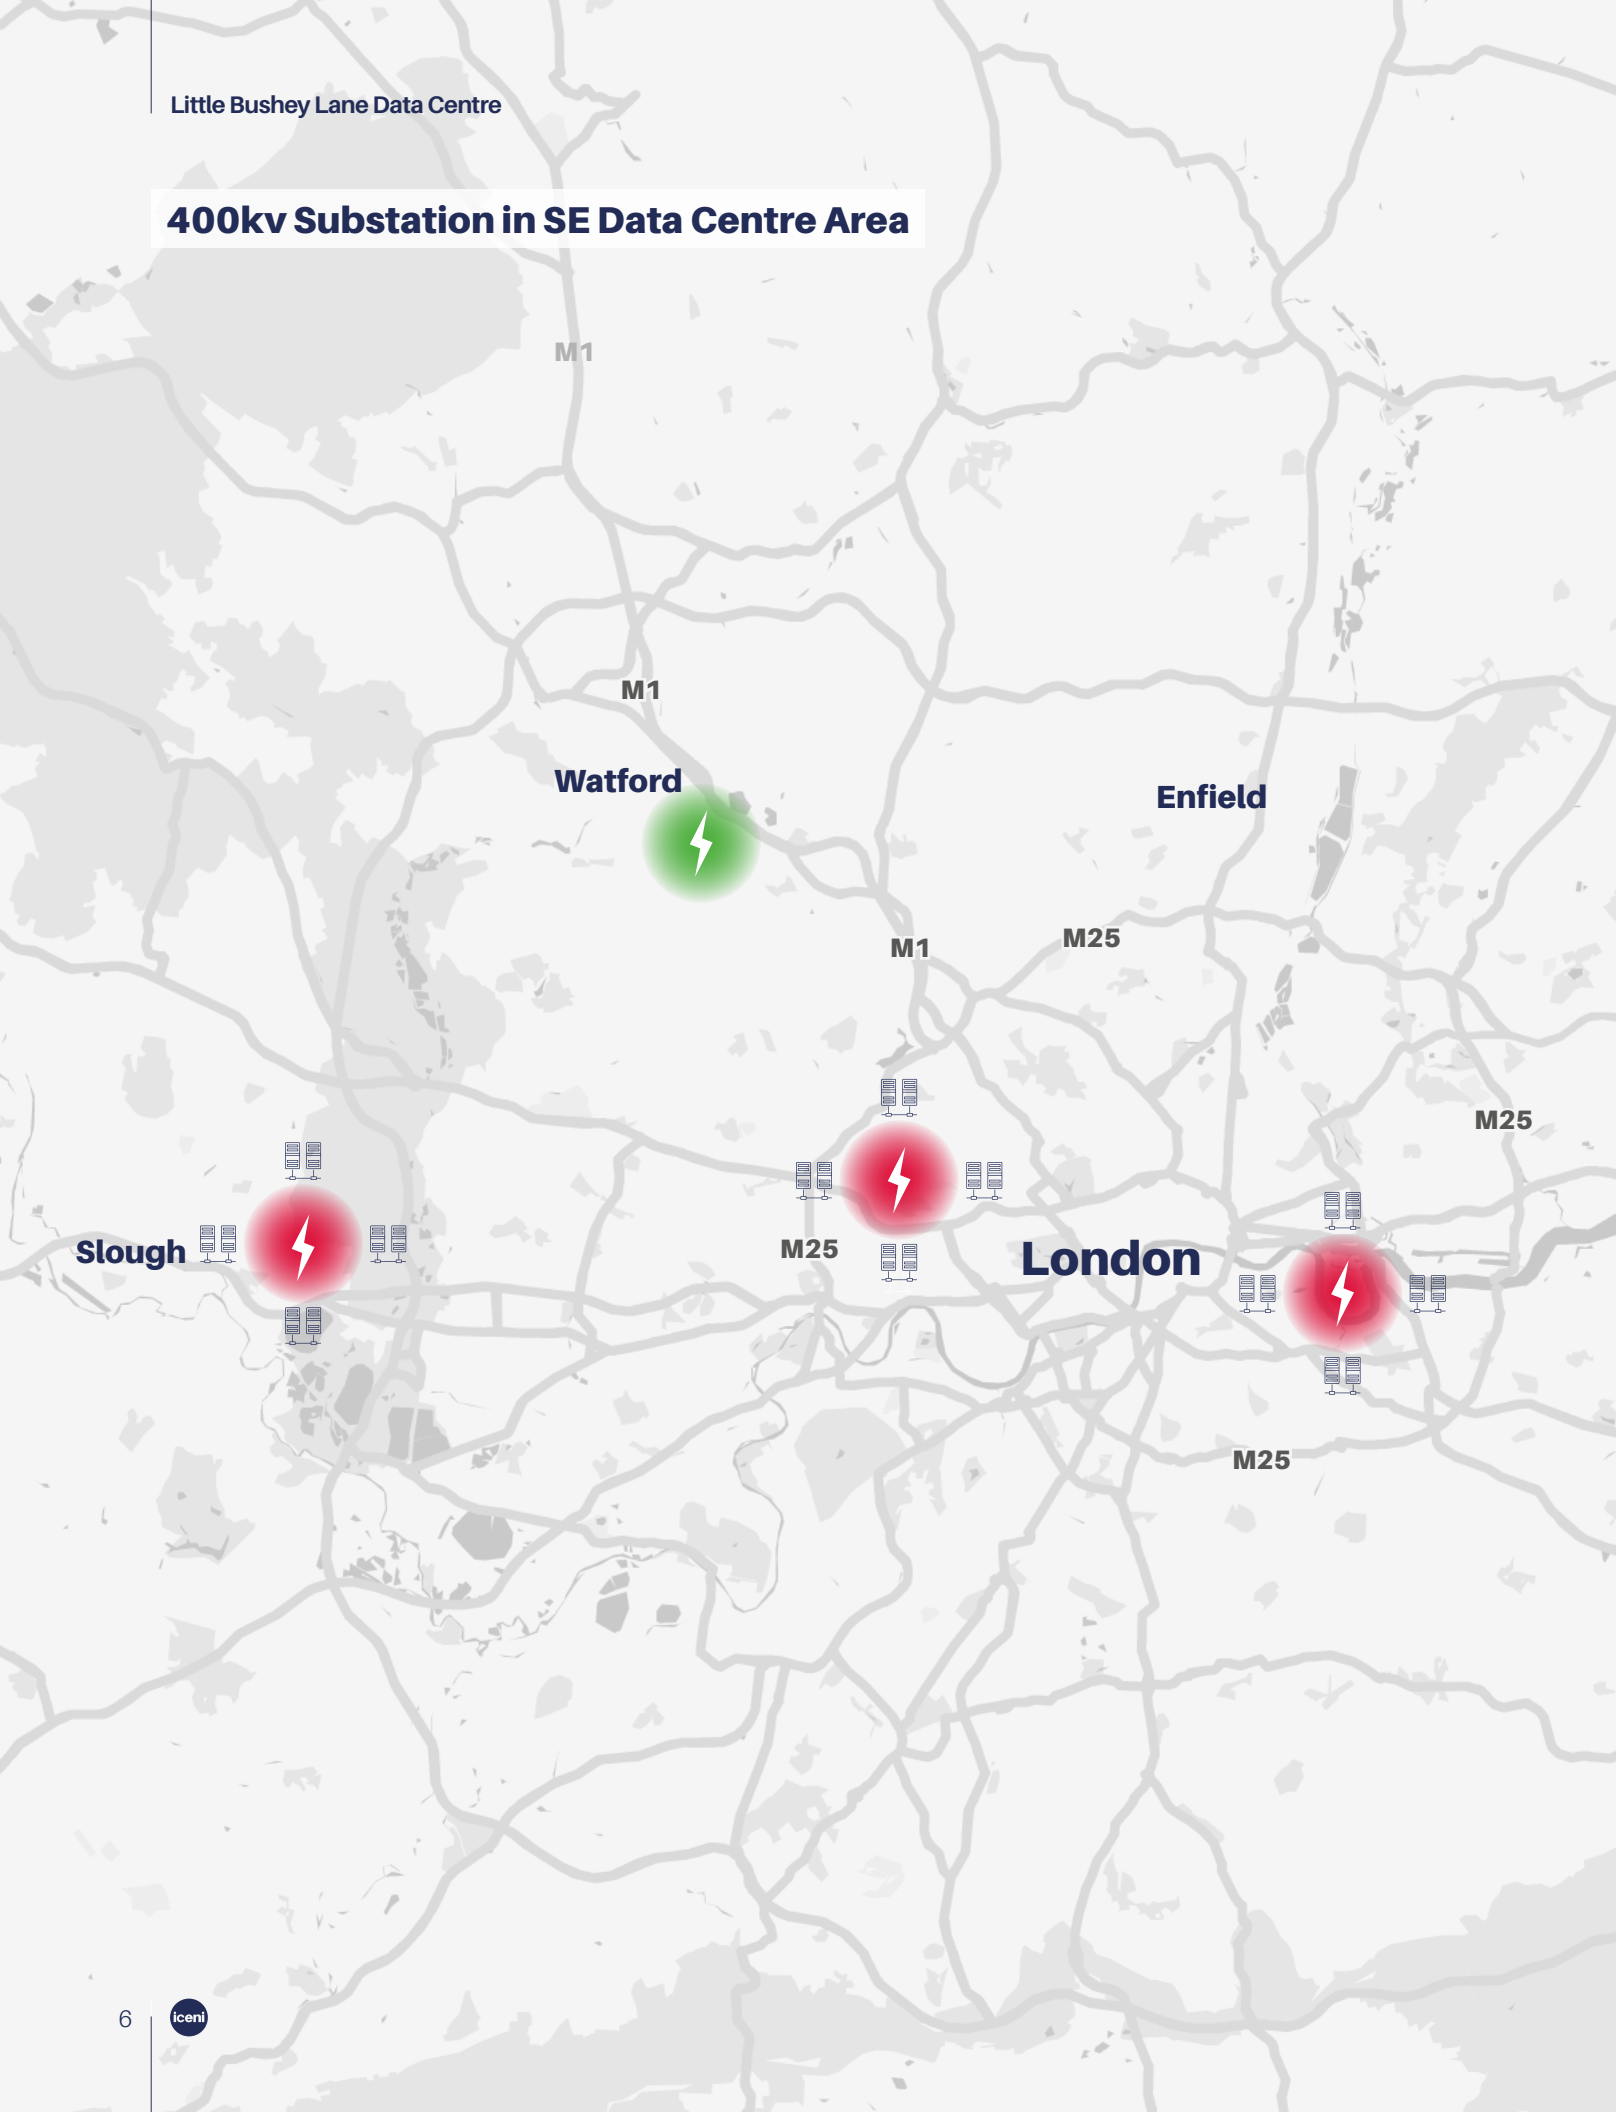 Little Bushey Lane Data Centre
400kv Substation in SE Data Centre Area
M1
M1
Watford
Enfield
M25
M1
M25
Slough
M25
London
M25
6
iceni